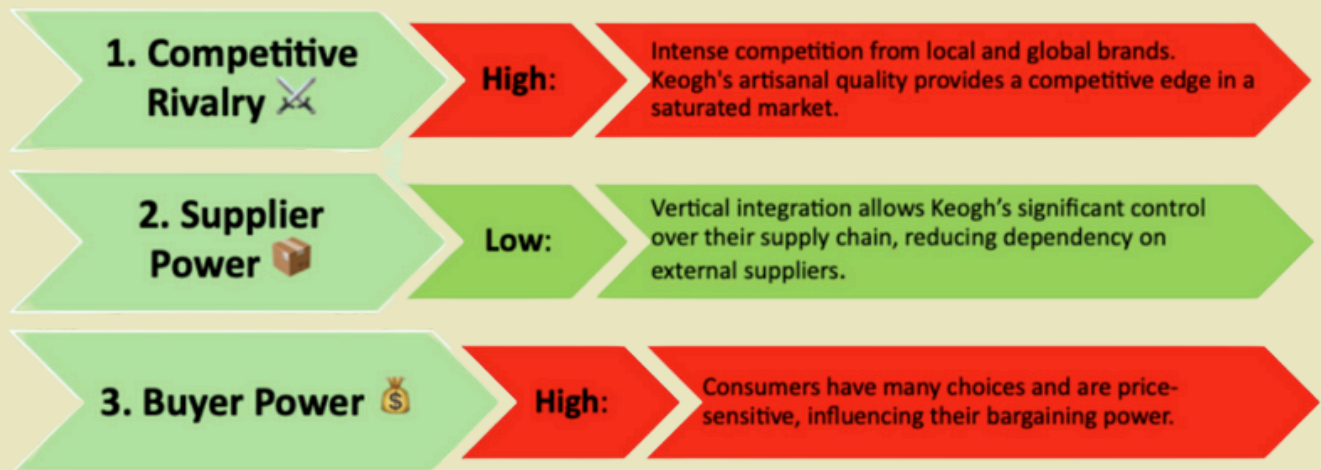 1. Competitive
Rivalry ⚔
High:
Intense competition from local and global brands.
Keogh's artisanal quality provides a competitive edge in a
saturated market.
2. Supplier
Power 📦
Low:
Vertical integration allows Keogh’s significant control
over their supply chain, reducing dependency on
external suppliers.
3. Buyer Power 💰
High:
Consumers have many choices and are price-
sensitive, influencing their bargaining power.